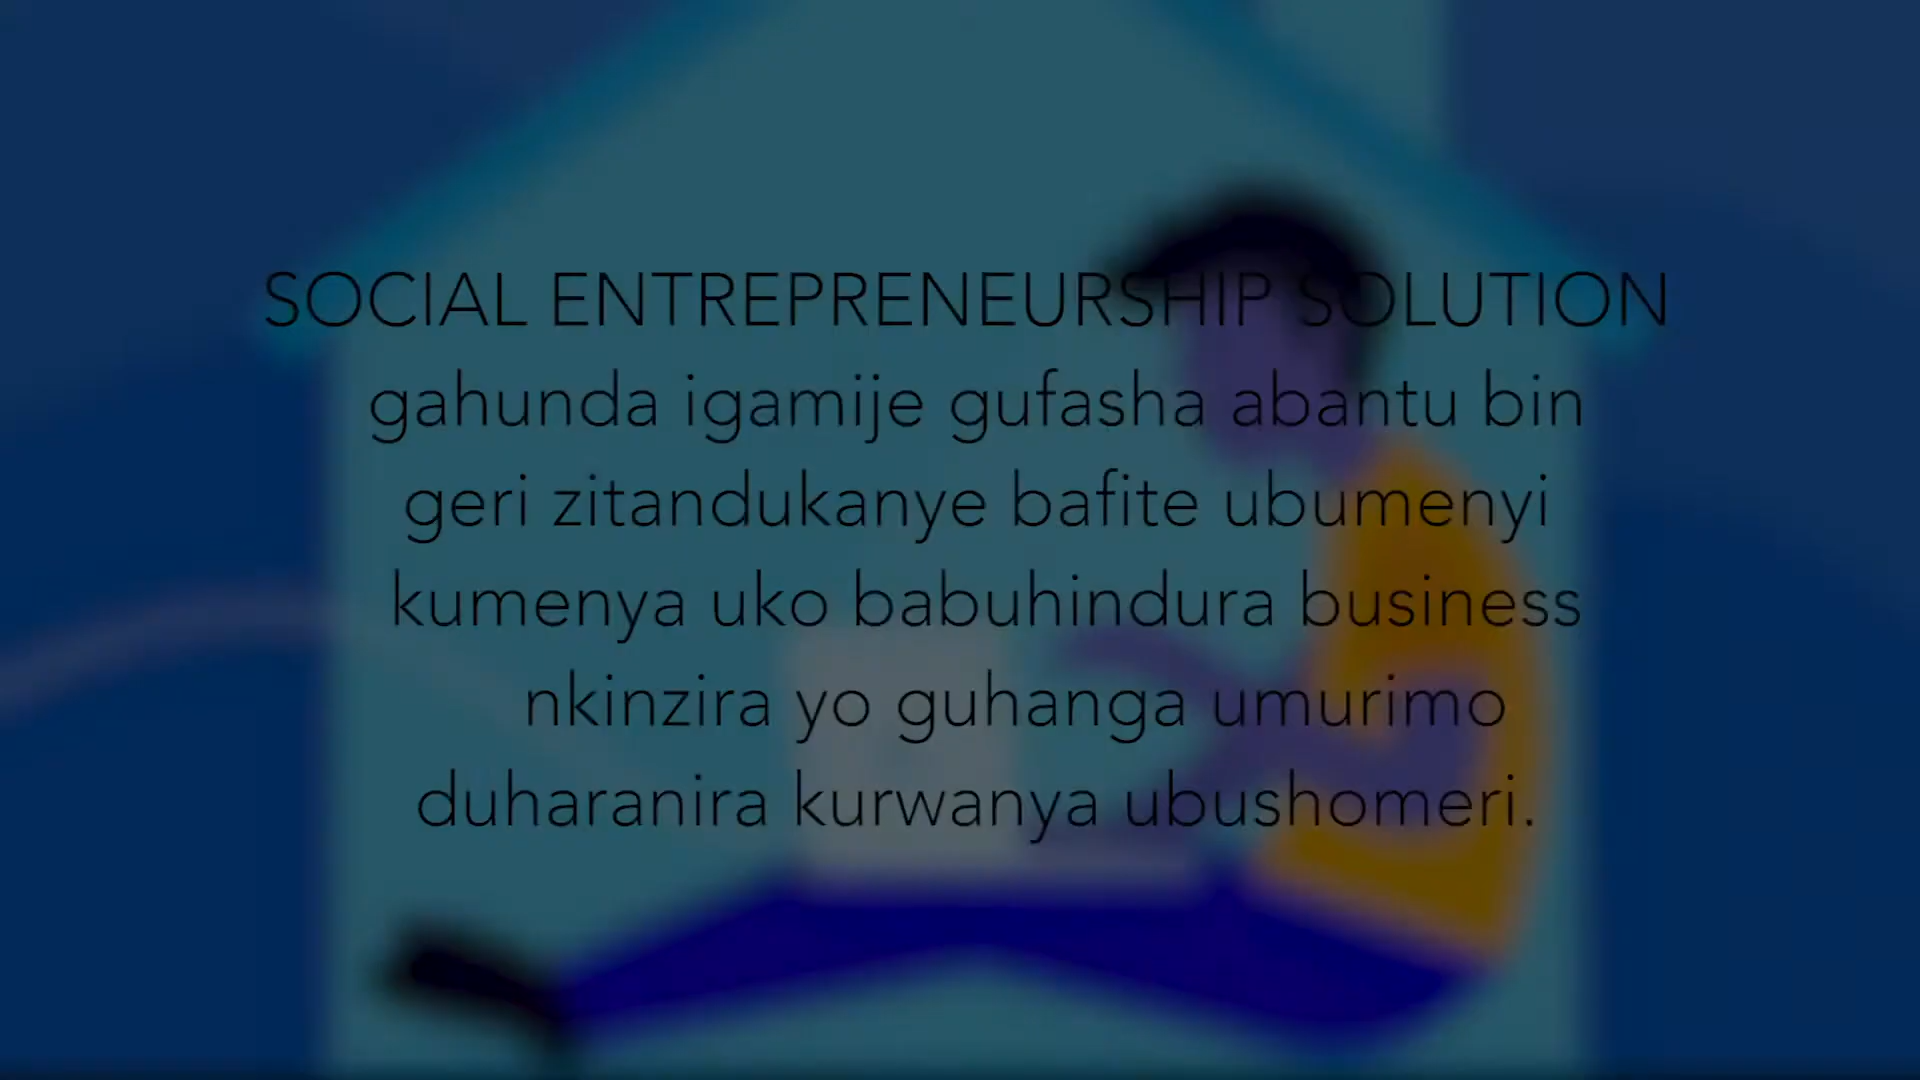 SOCIAL ENTREPRENEURSHIP SOLUTION
gahunda igamije gufasha abantu bin
geri zitandukanye bafite ubumenyi
kumenya uko babuhindura business
nkinzira yo guhanga umurimo
duharanira kurwanya ubushomeri.